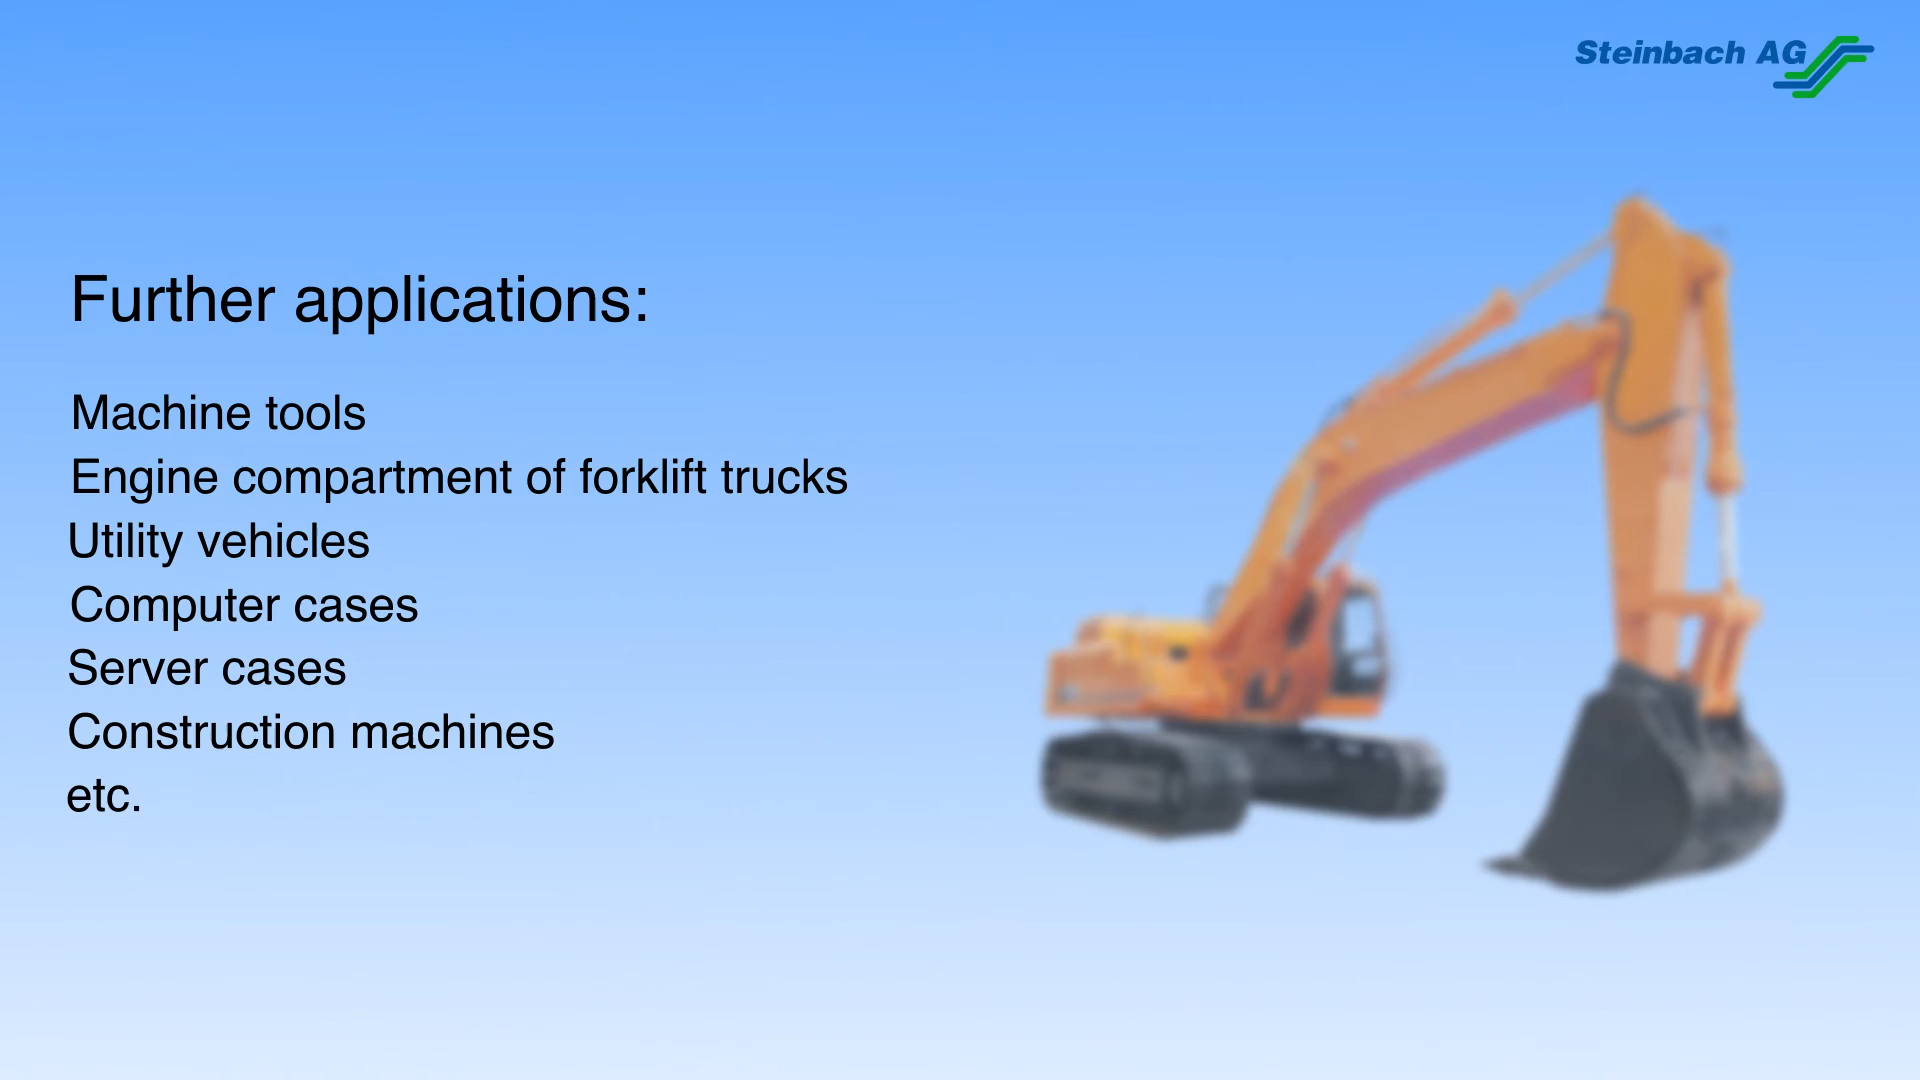 Steinbach AG
Further applications:
Machine tools
Engine compartment of forklift trucks
Utility vehicles
Computer cases
Server cases
Construction machines
etc.